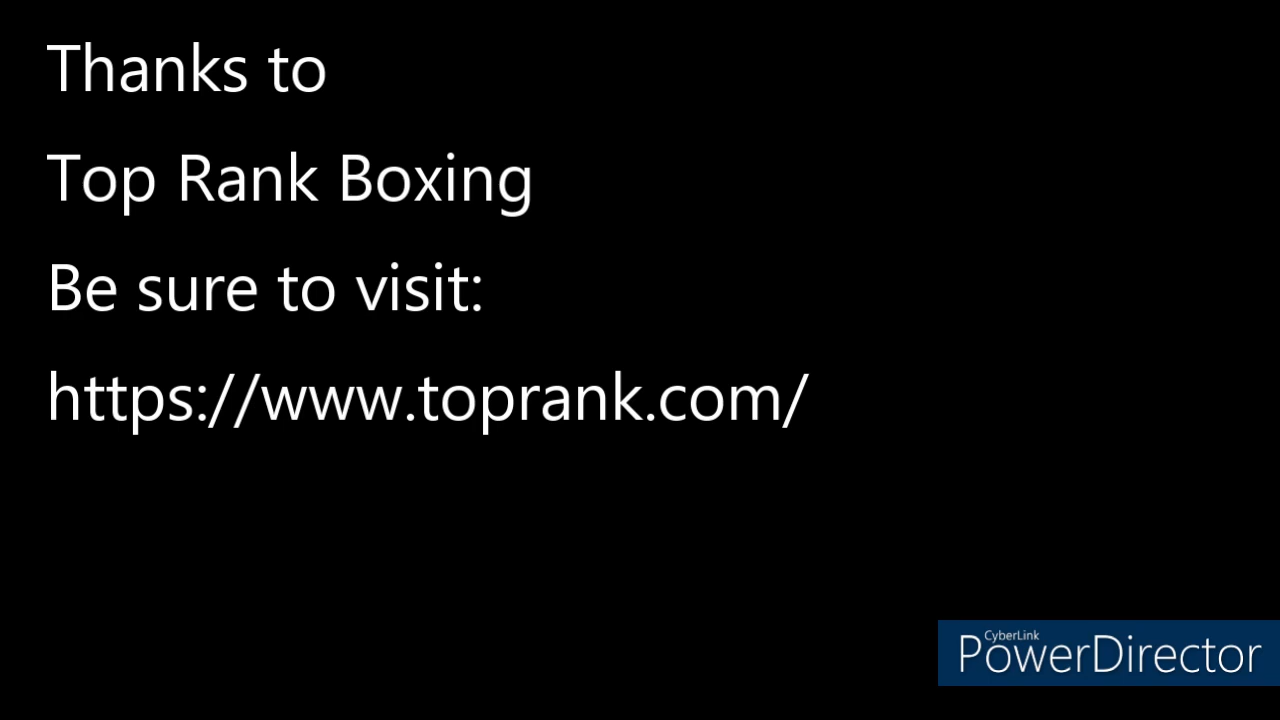 Thanks to
Top Rank Boxing
Be sure to visit:
https://www.toprank.com/
CyberLink
PowerDirector